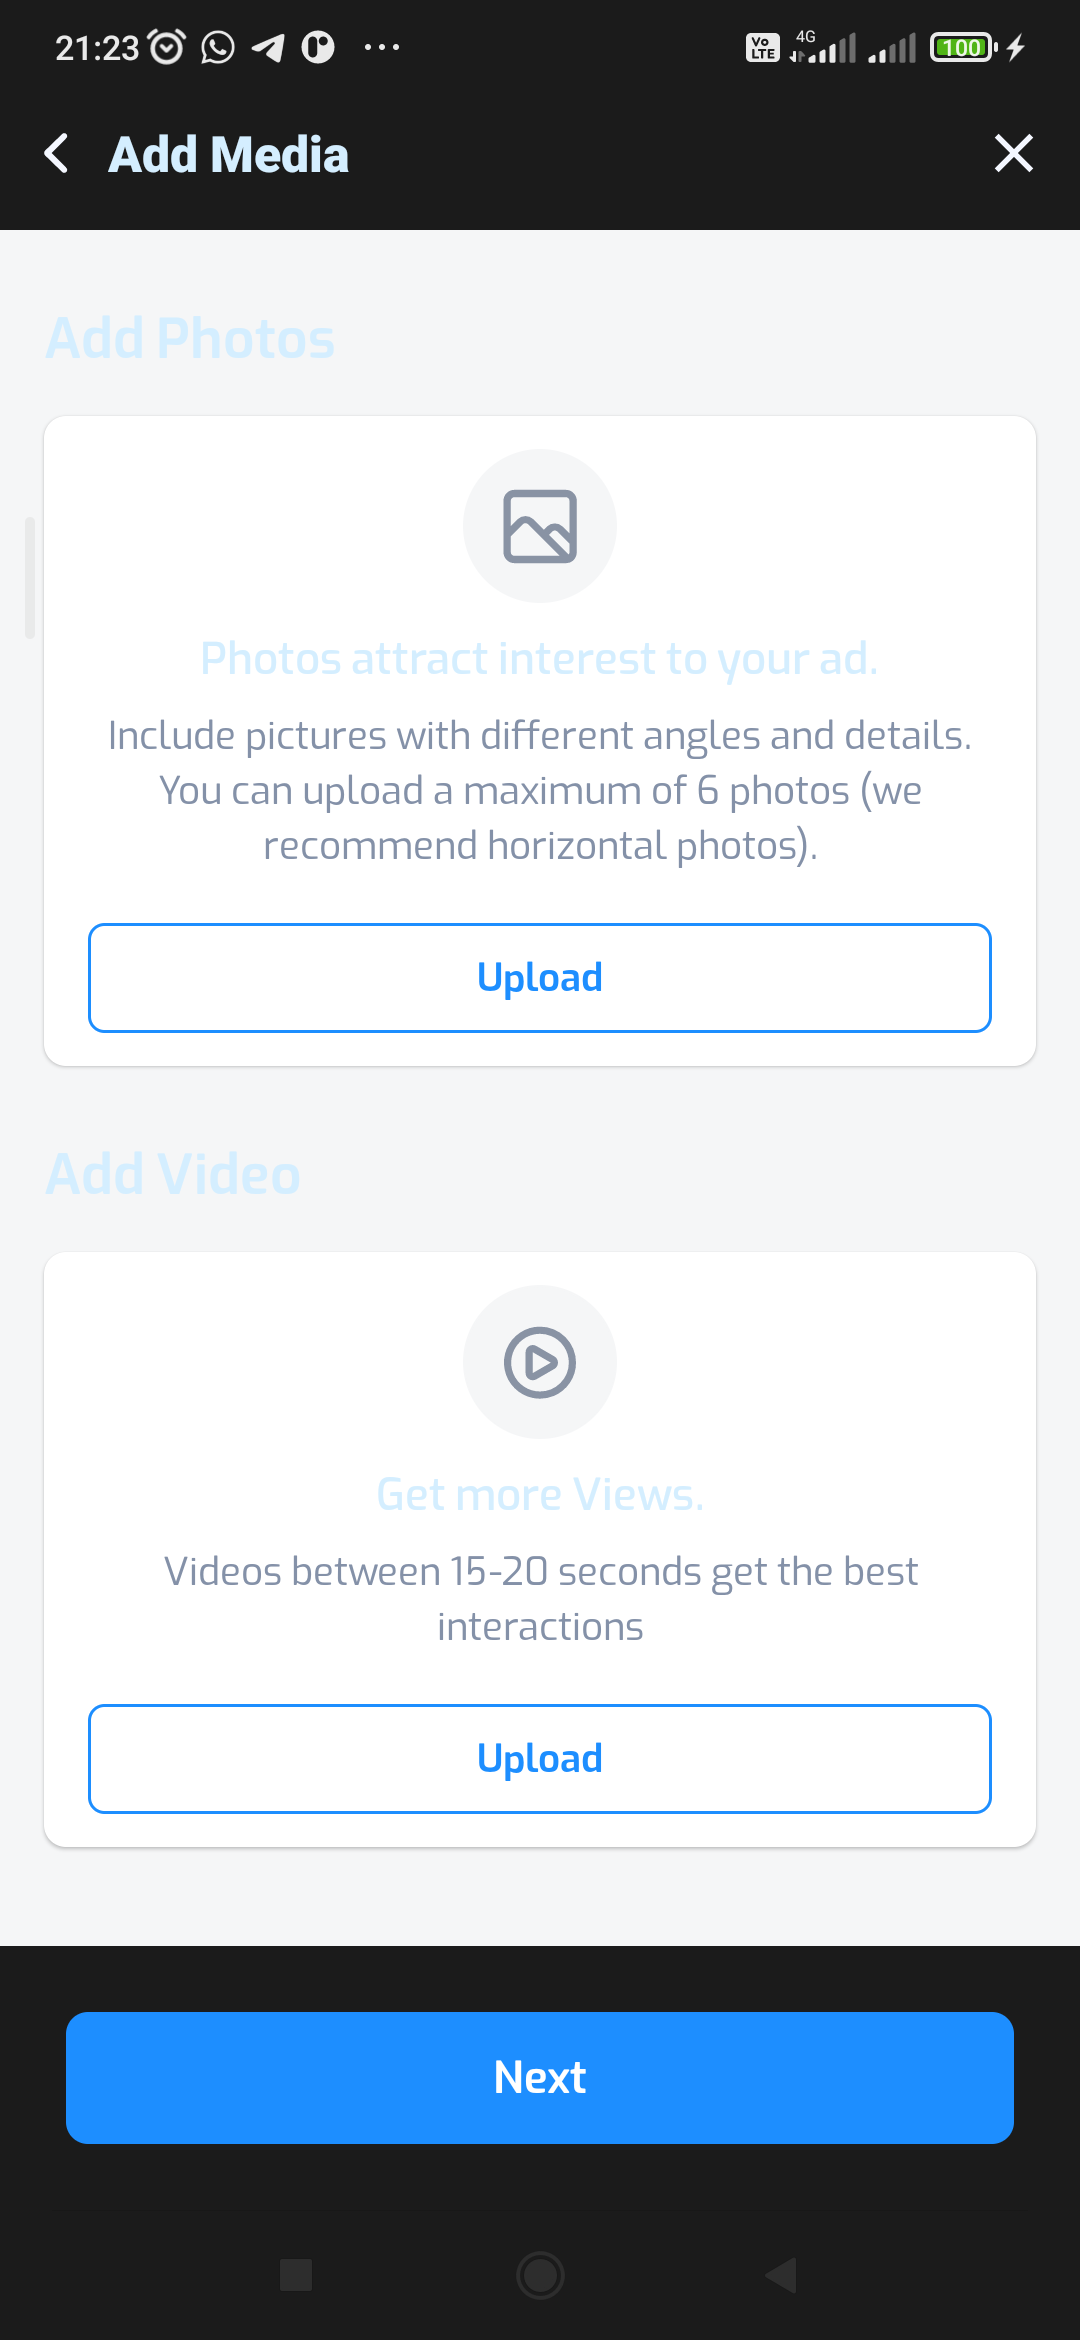 21:23
Vo
LTE
4G
100
Add Media
Add Photos
Photos attract interest to your ad.
Include pictures with different angles and details.
You can upload a maximum of 6 photos (we
recommend horizontal photos).
Upload
Add Video
Get more Views.
Videos between 15-20 seconds get the best
interactions
Upload
Next